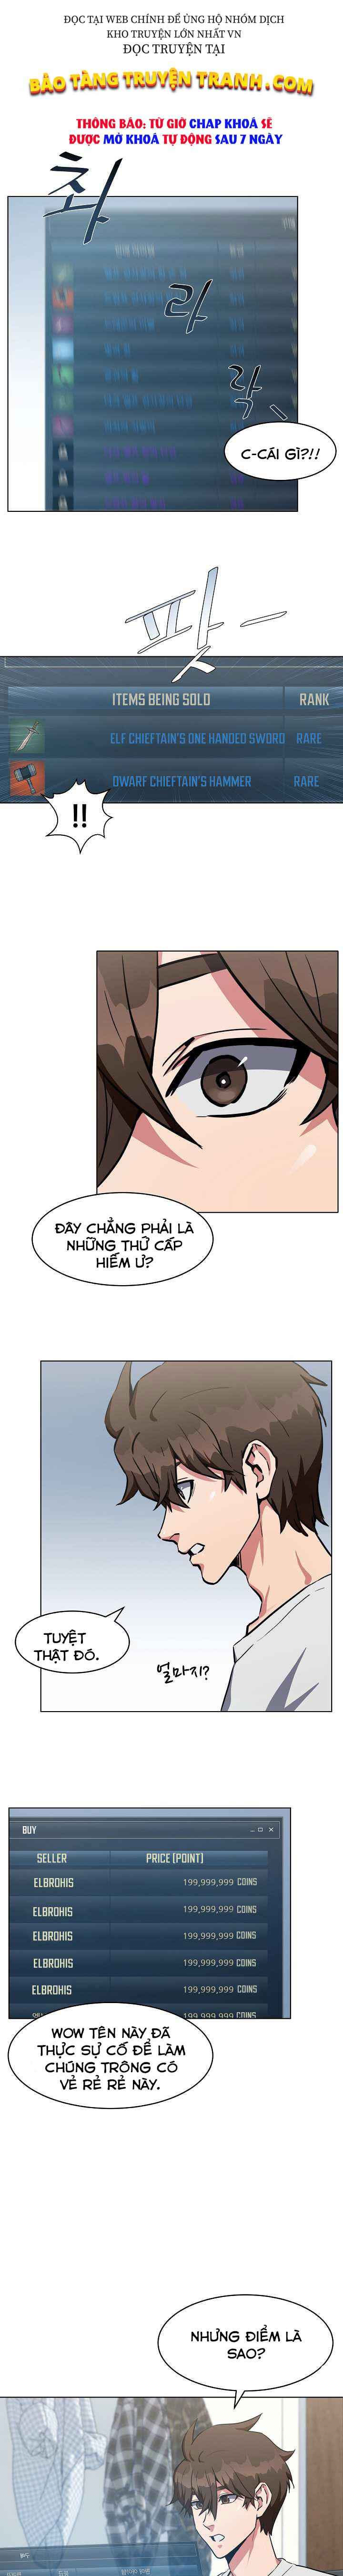 ĐỌC TẠI WEB CHÍNH ĐỂ ỦNG HỘ NHÓM DỊCH
KHO TRUYỆN LỚN NHẤT VN
ĐỌC TRUYỆN TẠI
BẢO TÀNG TRUYỆN TRANH.COM
THÔNG BÁO: TỪ GIỜ CHAP KHOÁ SẼ
ĐƯỢC MỞ KHOÁ TỰ ĐỘNG SAU 7 NGÀY
촤
라
락
C-CÁI GÌ?!!
팟-
ITEMS BEING SOLD RANK
ELF CHIEFTAIN'S ONE HANDED SWORD RARE
DWARF CHIEFTAIN'S HAMMER RARE
!!
ĐÂY CHẲNG PHẢI LÀ
NHỮNG THỨ CẤP
HIẾM Ư?
TUYỆT
THẬT ĐÓ.
얼마지?
BUY
SELLER PRICE (POINT)
ELBROHIS 199,999,999 COINS
ELBROHIS 199,999,999 COINS
ELBROHIS 199,999,999 COINS
ELBROHIS 199,999,999 COINS
ELBROHIS 199,999,999 COINS
199,999,999 COINS
WOW TÊN NÀY ĐÃ
THỰC SỰ CỐ ĐỂ LÀM
CHÚNG TRÔNG CÓ
VẺ RẺ RẺ NÀY.
NHƯNG ĐIỂM LÀ
SAO?